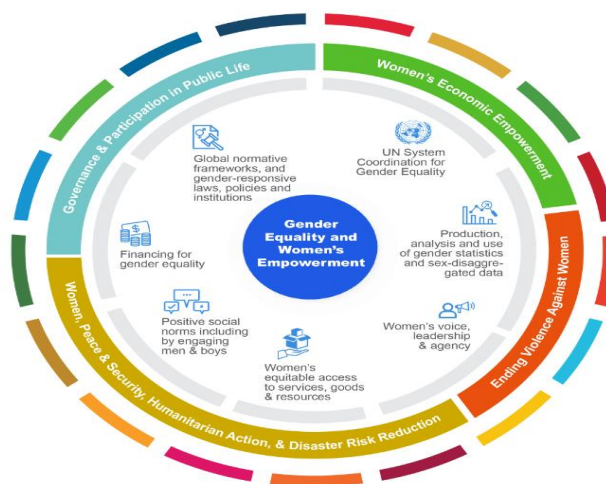 Governance & Participation in Public Life
Women's Economic Empowerment
Global normative
frameworks, and
gender-responsive
laws, policies and
institutions
UN System
Coordination for
Gender Equality
Gender
Equality and
Women's
Empowerment
Financing for
gender equality
Production,
analysis and use
of gender statistics
and sex-disaggre-
gated data
Positive social
norms including
by engaging
men & boys
Women's
equitable access
to services, goods
& resources
Women's voice,
leadership
& agency
Ending Violence Against Women
Women, Peace & Security, Humanitarian Action, & Disaster Risk Reduction